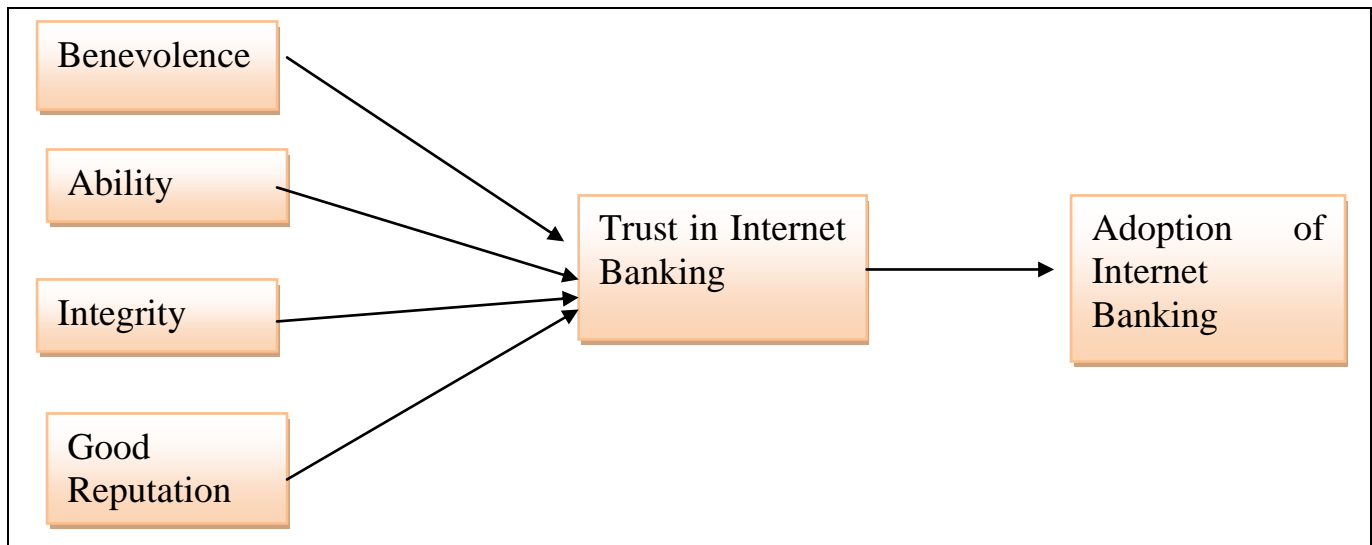 Benevolence
Ability
Integrity
Good
Reputation
Trust in Internet
Banking
Adoption of
Internet
Banking